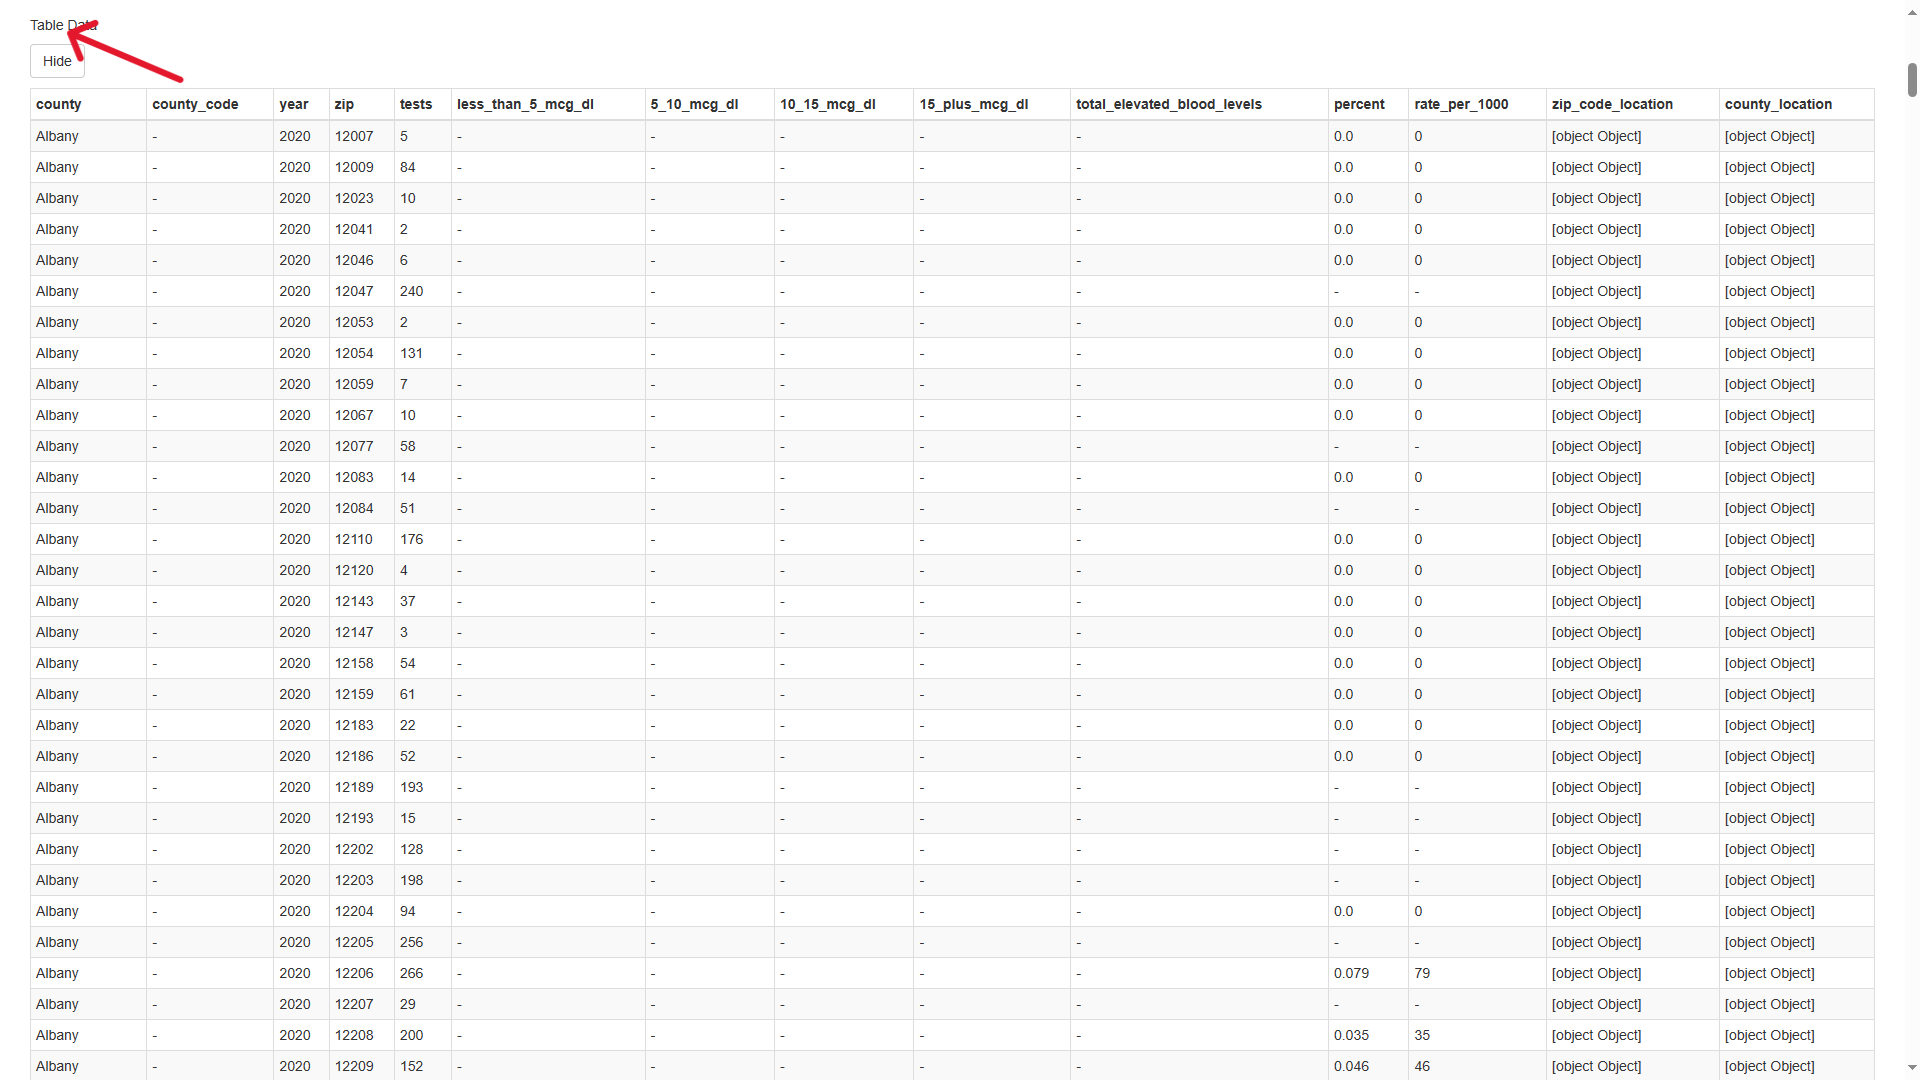 Table Data
Hide
county county_code year zip tests less_than_5_mcg_dl 5_10_mcg_dl 10_15_mcg_dl 15_plus_mcg_dl total_elevated_blood_levels percent rate_per_1000 zip_code_location county_location
Albany - 2020 12007 5 - - - - - 0.0 0 [object Object] [object Object]
Albany - 2020 12009 84 - - - - - 0.0 0 [object Object] [object Object]
Albany - 2020 12023 10 - - - - - 0.0 0 [object Object] [object Object]
Albany - 2020 12041 2 - - - - - 0.0 0 [object Object] [object Object]
Albany - 2020 12046 6 - - - - - 0.0 0 [object Object] [object Object]
Albany - 2020 12047 240 - - - - - - - [object Object] [object Object]
Albany - 2020 12053 2 - - - - - 0.0 0 [object Object] [object Object]
Albany - 2020 12054 131 - - - - - 0.0 0 [object Object] [object Object]
Albany - 2020 12059 7 - - - - - 0.0 0 [object Object] [object Object]
Albany - 2020 12067 10 - - - - - 0.0 0 [object Object] [object Object]
Albany - 2020 12077 58 - - - - - - - [object Object] [object Object]
Albany - 2020 12083 14 - - - - - 0.0 0 [object Object] [object Object]
Albany - 2020 12084 51 - - - - - - - [object Object] [object Object]
Albany - 2020 12110 176 - - - - - 0.0 0 [object Object] [object Object]
Albany - 2020 12120 4 - - - - - 0.0 0 [object Object] [object Object]
Albany - 2020 12143 37 - - - - - 0.0 0 [object Object] [object Object]
Albany - 2020 12147 3 - - - - - 0.0 0 [object Object] [object Object]
Albany - 2020 12158 54 - - - - - 0.0 0 [object Object] [object Object]
Albany - 2020 12159 61 - - - - - 0.0 0 [object Object] [object Object]
Albany - 2020 12183 22 - - - - - 0.0 0 [object Object] [object Object]
Albany - 2020 12186 52 - - - - - 0.0 0 [object Object] [object Object]
Albany - 2020 12189 193 - - - - - - - [object Object] [object Object]
Albany - 2020 12193 15 - - - - - - - [object Object] [object Object]
Albany - 2020 12202 128 - - - - - - - [object Object] [object Object]
Albany - 2020 12203 198 - - - - - - - [object Object] [object Object]
Albany - 2020 12204 94 - - - - - 0.0 0 [object Object] [object Object]
Albany - 2020 12205 256 - - - - - - - [object Object] [object Object]
Albany - 2020 12206 266 - - - - - 0.079 79 [object Object] [object Object]
Albany - 2020 12207 29 - - - - - - - [object Object] [object Object]
Albany - 2020 12208 200 - - - - - 0.035 35 [object Object] [object Object]
Albany - 2020 12209 152 - - - - - 0.046 46 [object Object] [object Object]